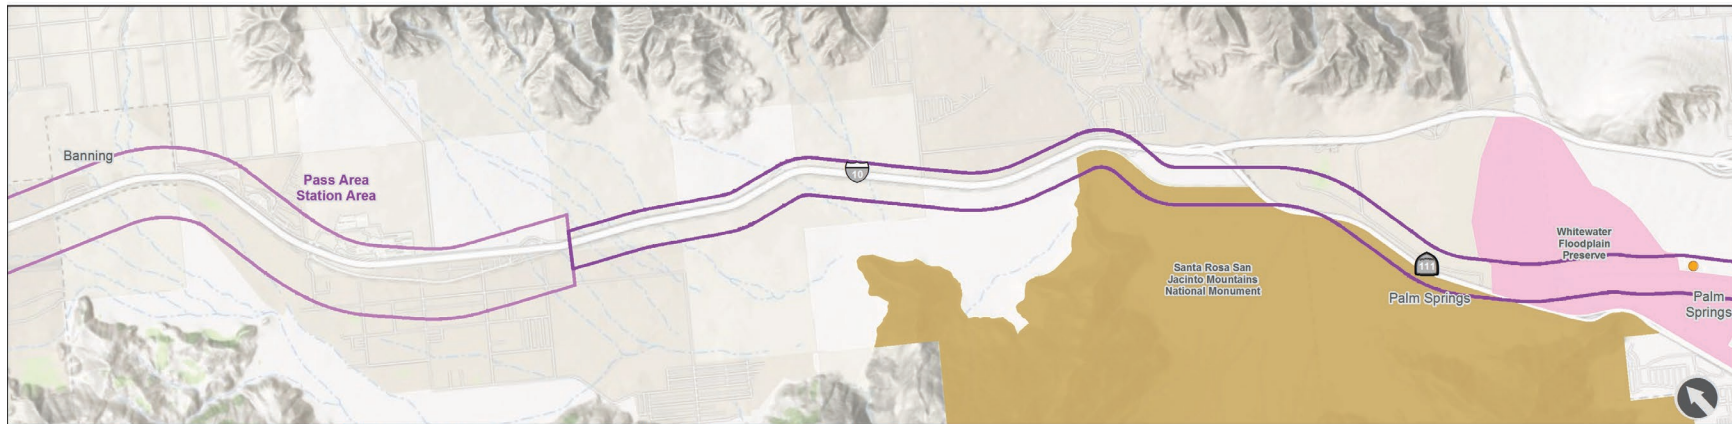 Banning
Pass Area
Station Area
10
Santa Rosa San
Jacinto Mountains
National Monument
111
Palm Springs
Whitewater
Floodplain
Preserve
Palm
Springs